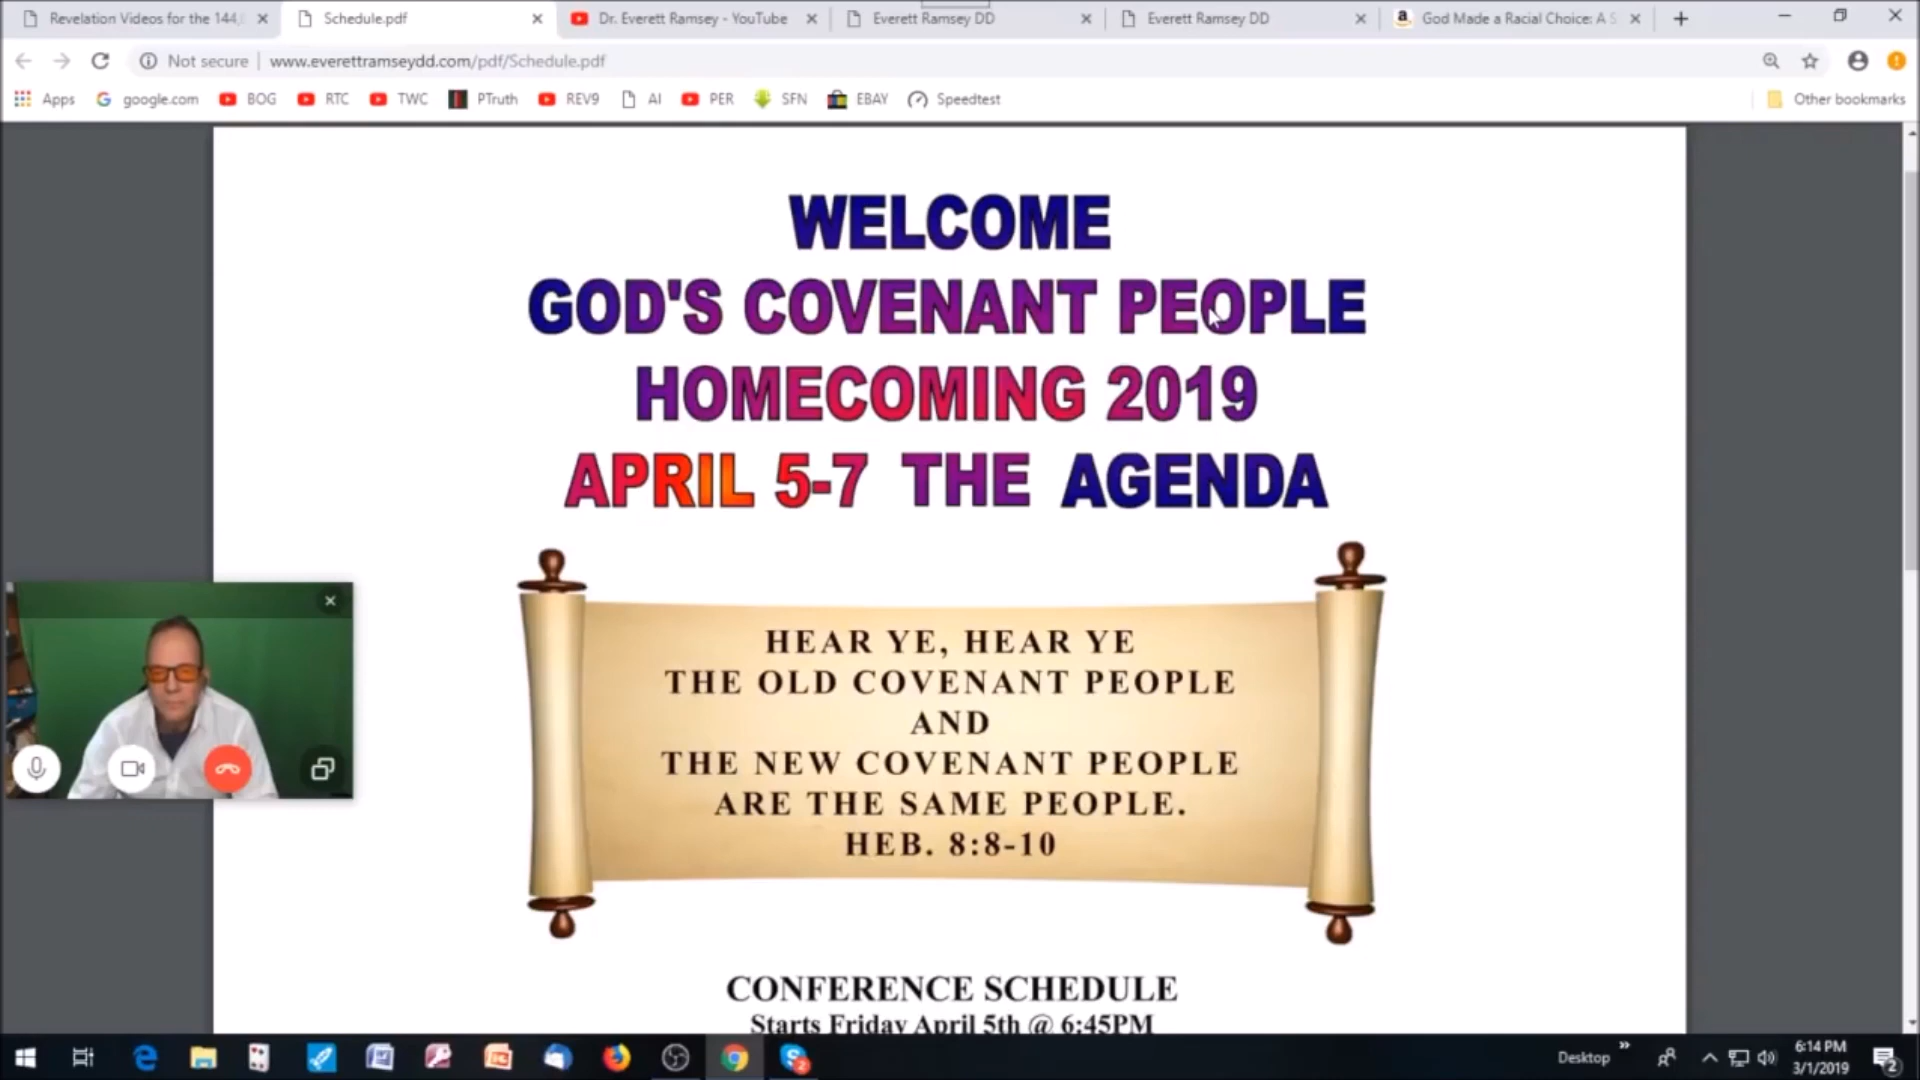 Revelation Videos for the 144,
Schedule.pdf
Dr. Everett Ramsey - YouTube
Everett Ramsey DD
Everett Ramsey DD
God Made a Racial Choice: A S
Not secure | www.everettramseydd.com/pdf/Schedule.pdf
Apps google.com BOG RTC TWC PTruth REV9 AI PER SFN EBAY Speedtest Other bookmarks
WELCOME
GOD'S COVENANT PEOPLE
HOMECOMING 2019
APRIL 5-7 THE AGENDA
HEAR YE, HEAR YE
THE OLD COVENANT PEOPLE
AND
THE NEW COVENANT PEOPLE
ARE THE SAME PEOPLE.
HEB. 8:8-10
CONFERENCE SCHEDULE
Starts Friday April 5th @ 6:45PM
Desktop
6:14 PM
3/1/2019